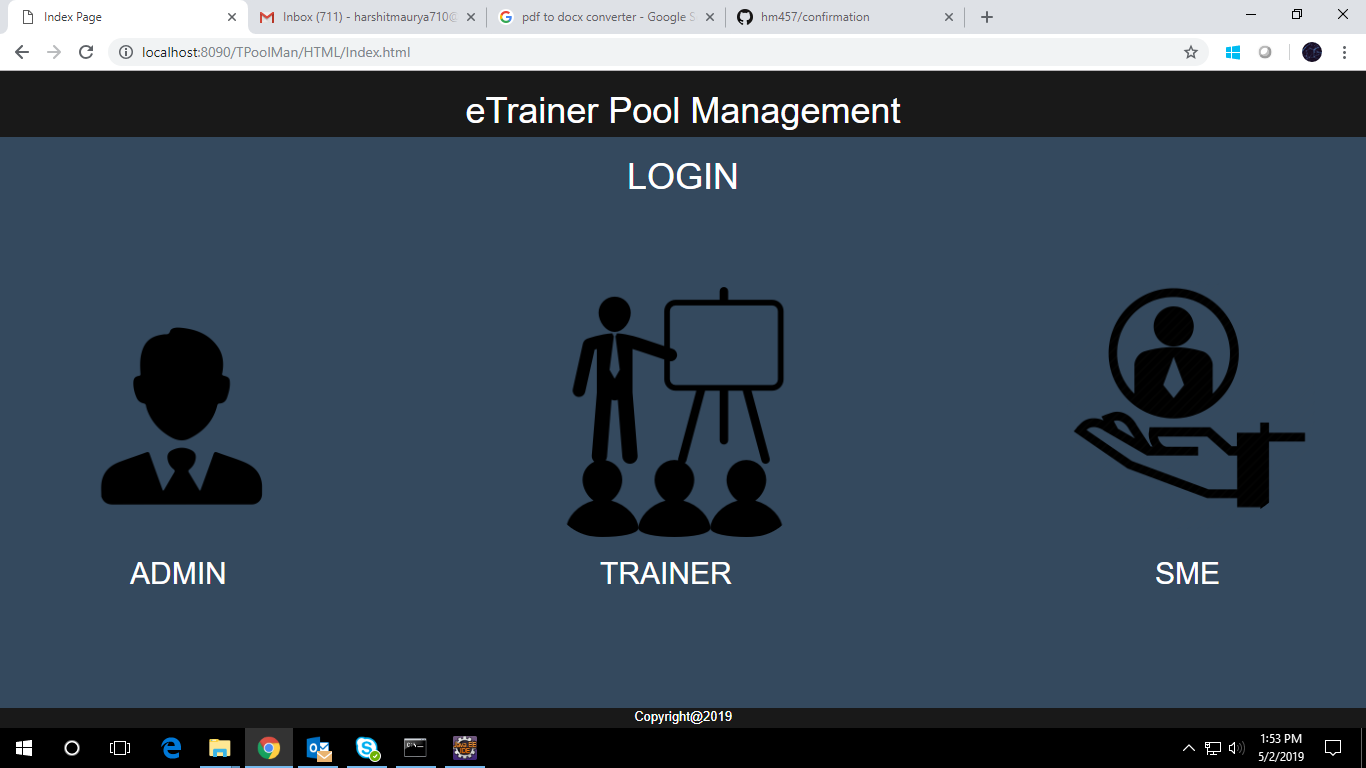 Index Page
Inbox (711) - harshitmaurya710@
pdf to docx converter - Google S
hm457/confirmation
localhost:8090/TPoolMan/HTML/Index.html
eTrainer Pool Management
LOGIN
ADMIN
TRAINER
SME
Copyright@2019
1:53 PM
5/2/2019